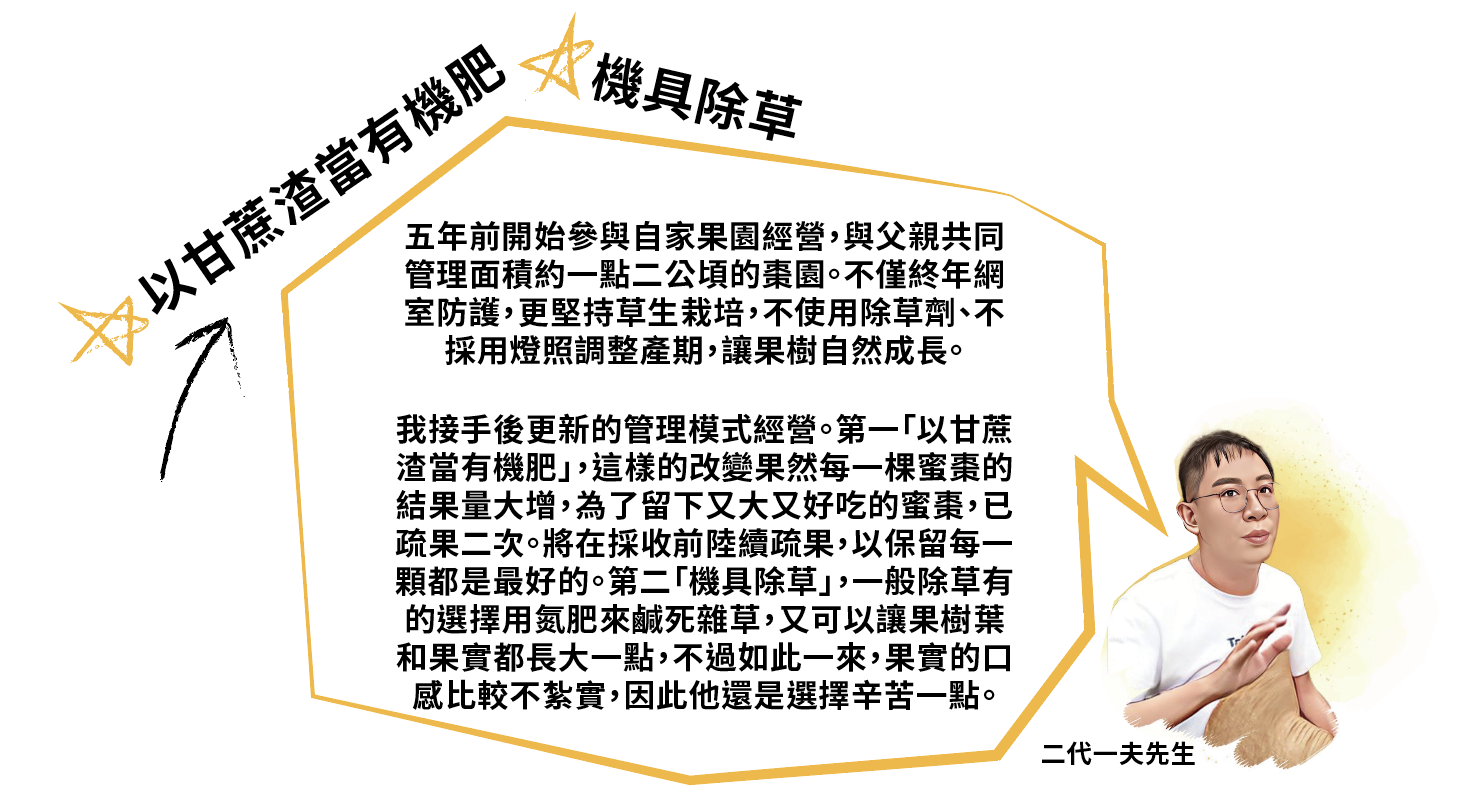 以甘蔗渣當有機肥
機具除草
五年前開始參與自家果園經營,與父親共同
管理面積約一點二公頃的棗園。不僅終年網
室防護,更堅持草生栽培,不使用除草劑、不
採用燈照調整產期,讓果樹自然成長。
我接手後更新的管理模式經營。第一「以甘蔗
渣當有機肥」,這樣的改變果然每一棵蜜棗的
結果量大增,為了留下又大又好吃的蜜棗,已
疏果二次。將在採收前陸續疏果,以保留每一
顆都是最好的。第二「機具除草」,一般除草有
的選擇用氮肥來鹹死雜草,又可以讓果樹葉
和果實都長大一點,不過如此一來,果實的口
感比較不紮實,因此他還是選擇辛苦一點。
二代一夫先生